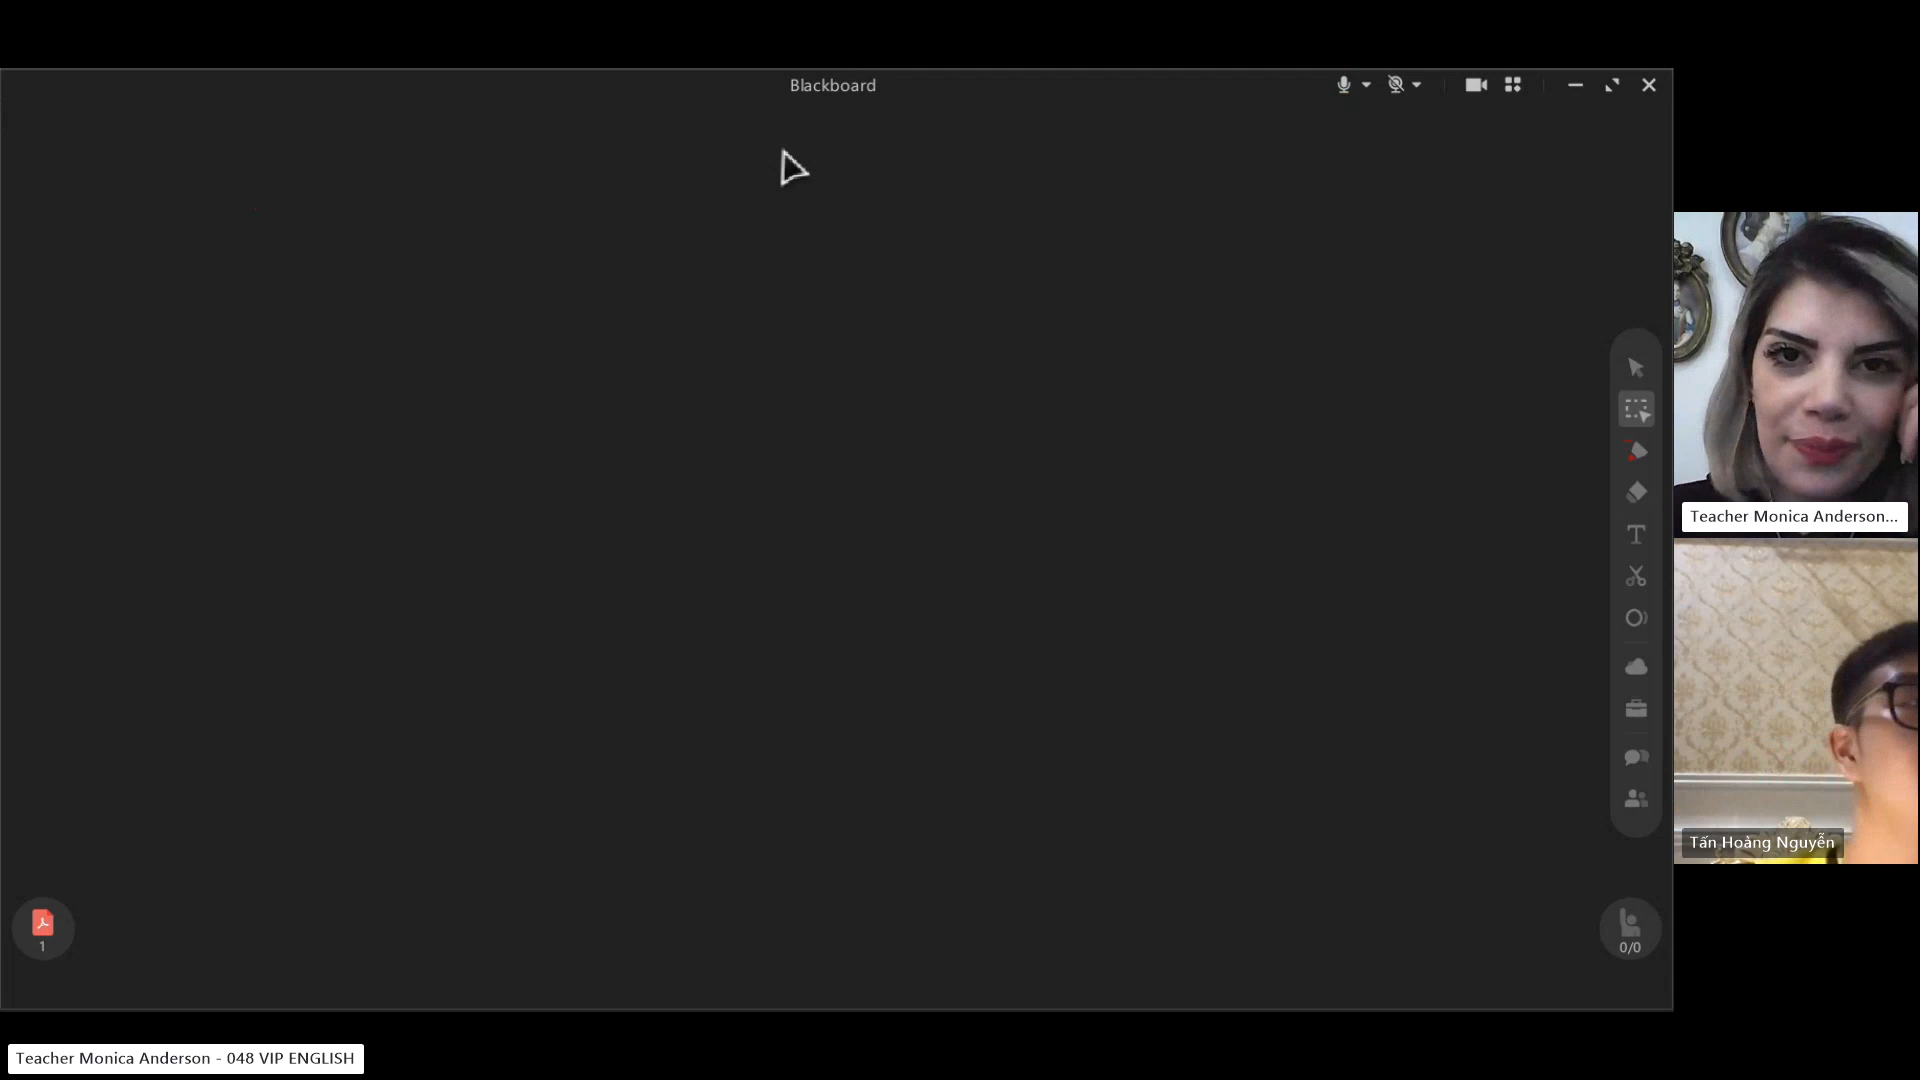 Blackboard
Teacher Monica Anderson...
Tấn Hoàng Nguyễn
1
0/0
Teacher Monica Anderson - 048 VIP ENGLISH